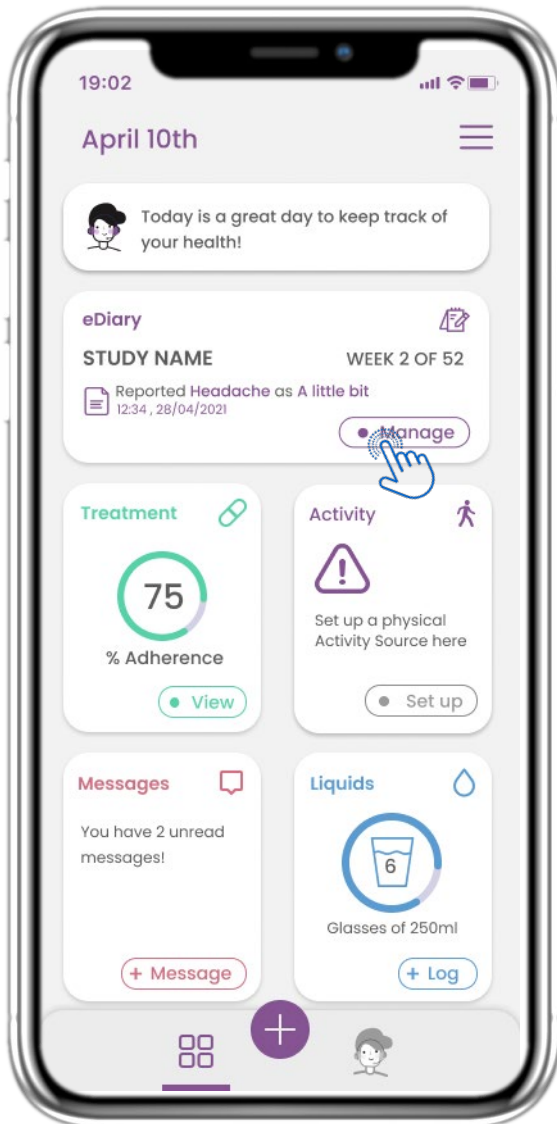 19:02
April 10th
Today is a great day to keep track of
your health!
eDiary
STUDY NAME
WEEK 2 OF 52
Reported Headache as A little bit
12:34 , 28/04/2021
Manage
Treatment
75
% Adherence
View
Activity
Set up a physical
Activity Source here
Set up
Messages
You have 2 unread
messages!
+ Message
Liquids
6
Glasses of 250ml
+ Log